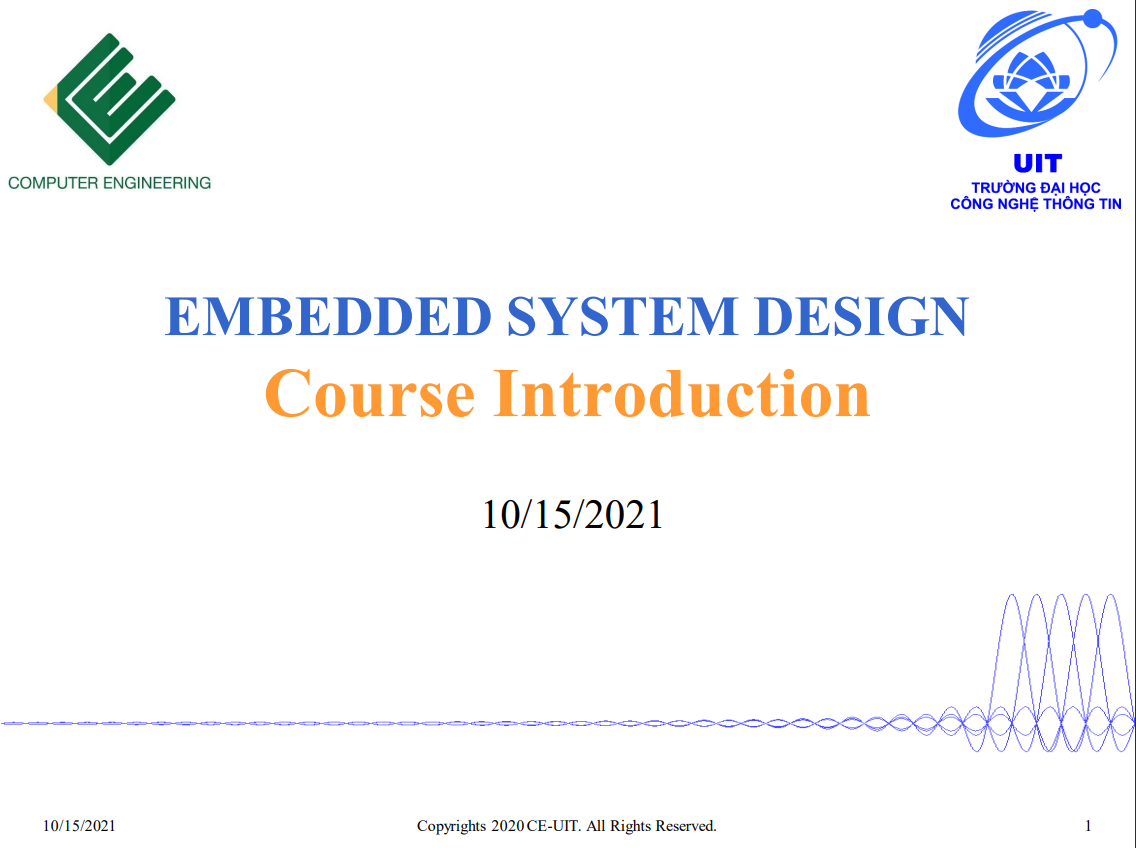 COMPUTER ENGINEERING
UIT
TRƯỜNG ĐẠI HỌC
CÔNG NGHỆ THÔNG TIN
EMBEDDED SYSTEM DESIGN
Course Introduction
10/15/2021
10/15/2021
Copyrights 2020 CE-UIT. All Rights Reserved.
1